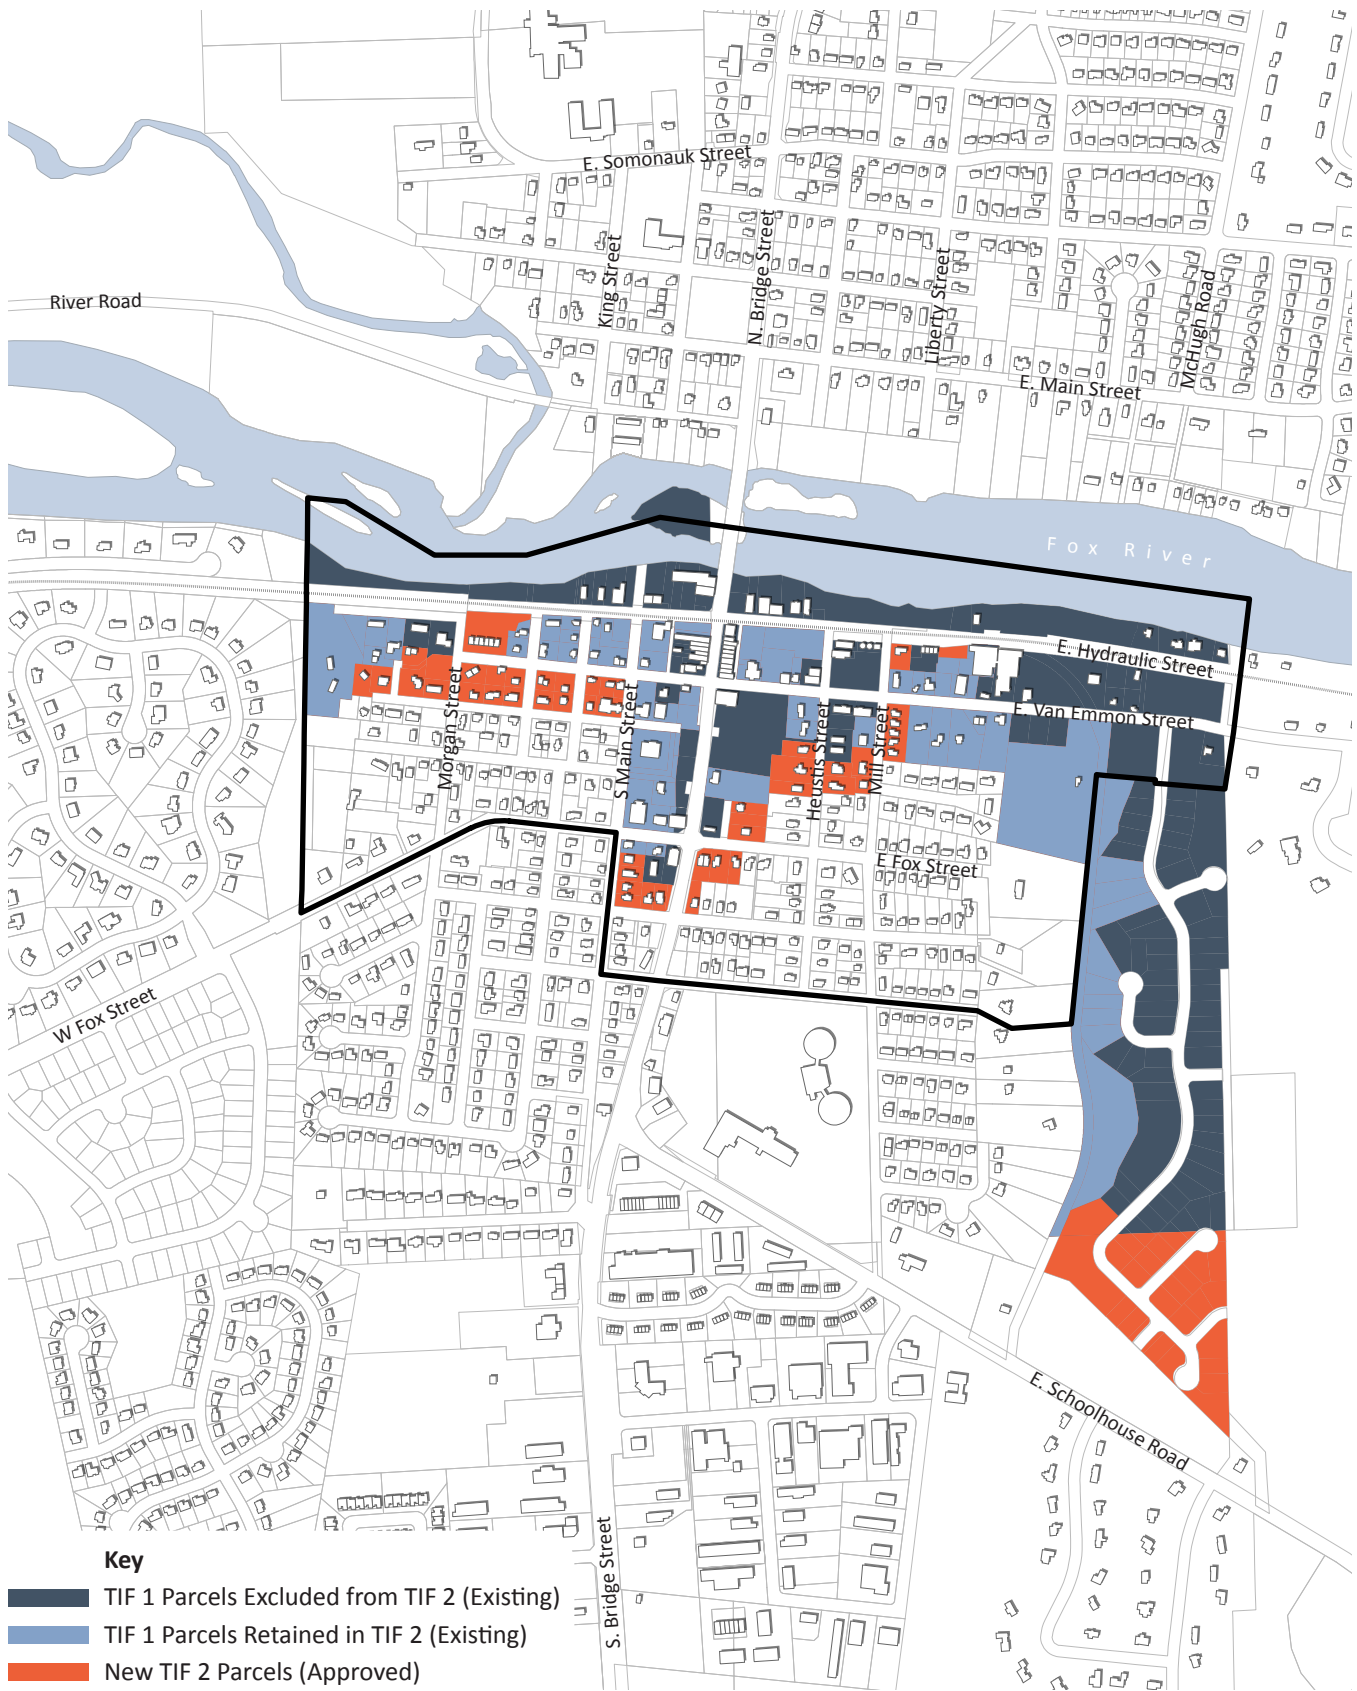 E. Somonauk Street
N. Bridge Street
King Street
Liberty Street
McHugh Road
River Road
E. Main Street
Fox River
E. Hydraulic Street
E. Van Emmon Street
Morgan Street
S Main Street
Heustis Street
Mill Street
E Fox Street
W Fox Street
E. Schoolhouse Road
S. Bridge Street
Key
TIF 1 Parcels Excluded from TIF 2 (Existing)
TIF 1 Parcels Retained in TIF 2 (Existing)
New TIF 2 Parcels (Approved)